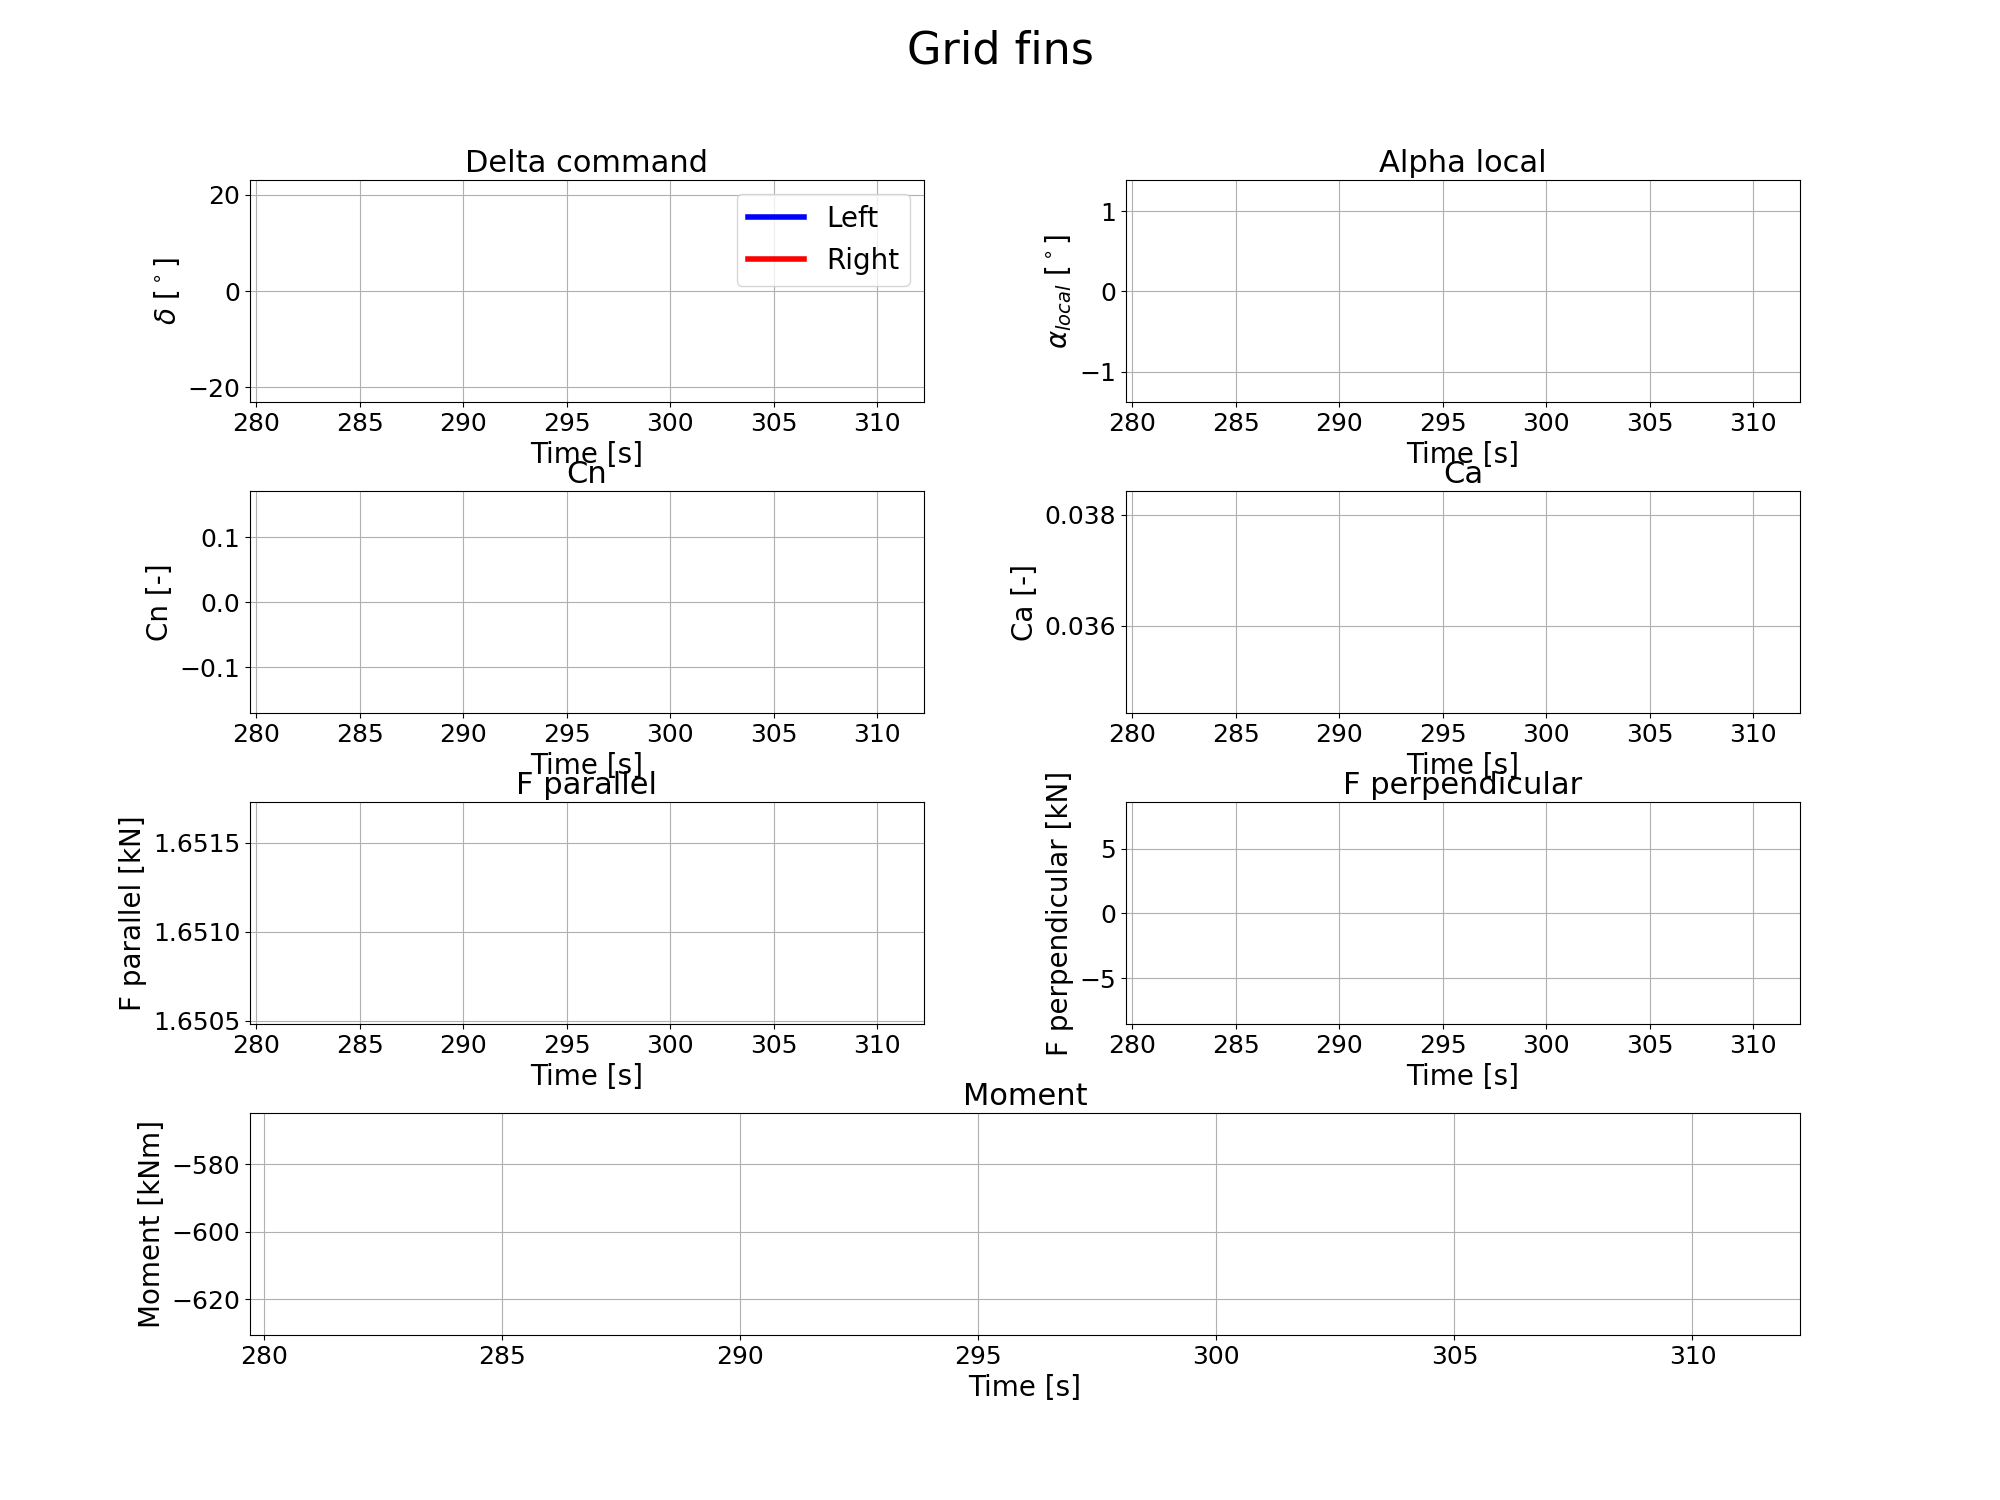 Grid fins
Delta command
δ [°]
20
0
−20
Left
Right
280 285 290 295 300 305 310
Time [s]
Alpha local
α_local [°]
1
0
−1
280 285 290 295 300 305 310
Time [s]
Cn
Cn [-]
0.1
0.0
−0.1
280 285 290 295 300 305 310
Time [s]
Ca
Ca [-]
0.038
0.036
280 285 290 295 300 305 310
Time [s]
F parallel
F parallel [kN]
1.6515
1.6510
1.6505
280 285 290 295 300 305 310
Time [s]
F perpendicular
F perpendicular [kN]
5
0
−5
280 285 290 295 300 305 310
Time [s]
Moment
Moment [kNm]
−580
−600
−620
280 285 290 295 300 305 310
Time [s]